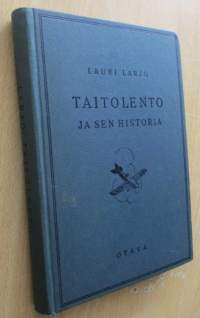 LAURI LARJO
TAITOLENTO
JA SEN HISTORIA
OTAVA